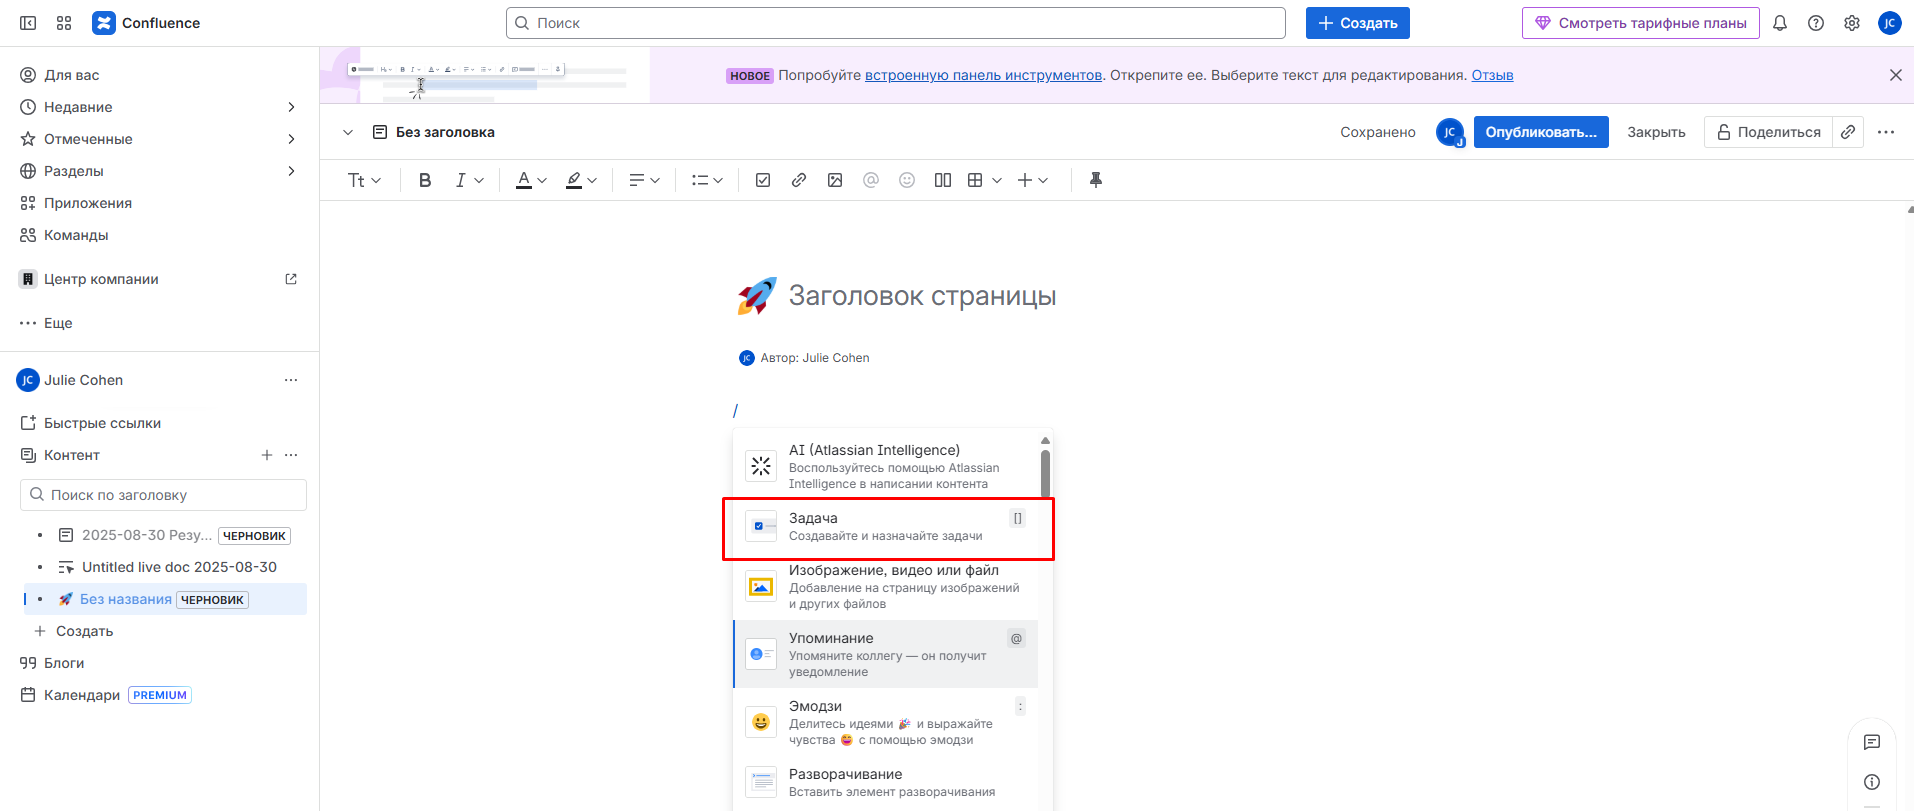 Confluence
Поиск
Создать
Смотреть тарифные планы
JC
Для вас
Недавние
Отмеченные
Разделы
Приложения
Команды
Центр компании
Еще
JC Julie Cohen
Быстрые ссылки
Контент
Поиск по заголовку
2025-08-30 Резу... ЧЕРНОВИК
Untitled live doc 2025-08-30
Без названия ЧЕРНОВИК
Создать
Блоги
Календари PREMIUM
НОВОЕ Попробуйте встроенную панель инструментов. Открепите ее. Выберите текст для редактирования. Отзыв
Без заголовка
Сохранено
JC J
Опубликовать...
Закрыть
Поделиться
Tt B I A @
Заголовок страницы
JC Автор: Julie Cohen
/
AI (Atlassian Intelligence)
Воспользуйтесь помощью Atlassian
Intelligence в написании контента
Задача []
Создавайте и назначайте задачи
Изображение, видео или файл
Добавление на страницу изображений
и других файлов
Упоминание @
Упомяните коллегу — он получит
уведомление
Эмодзи :
Делитесь идеями 🎉 и выражайте
чувства 😄 с помощью эмодзи
Разворачивание
Вставить элемент разворачивания